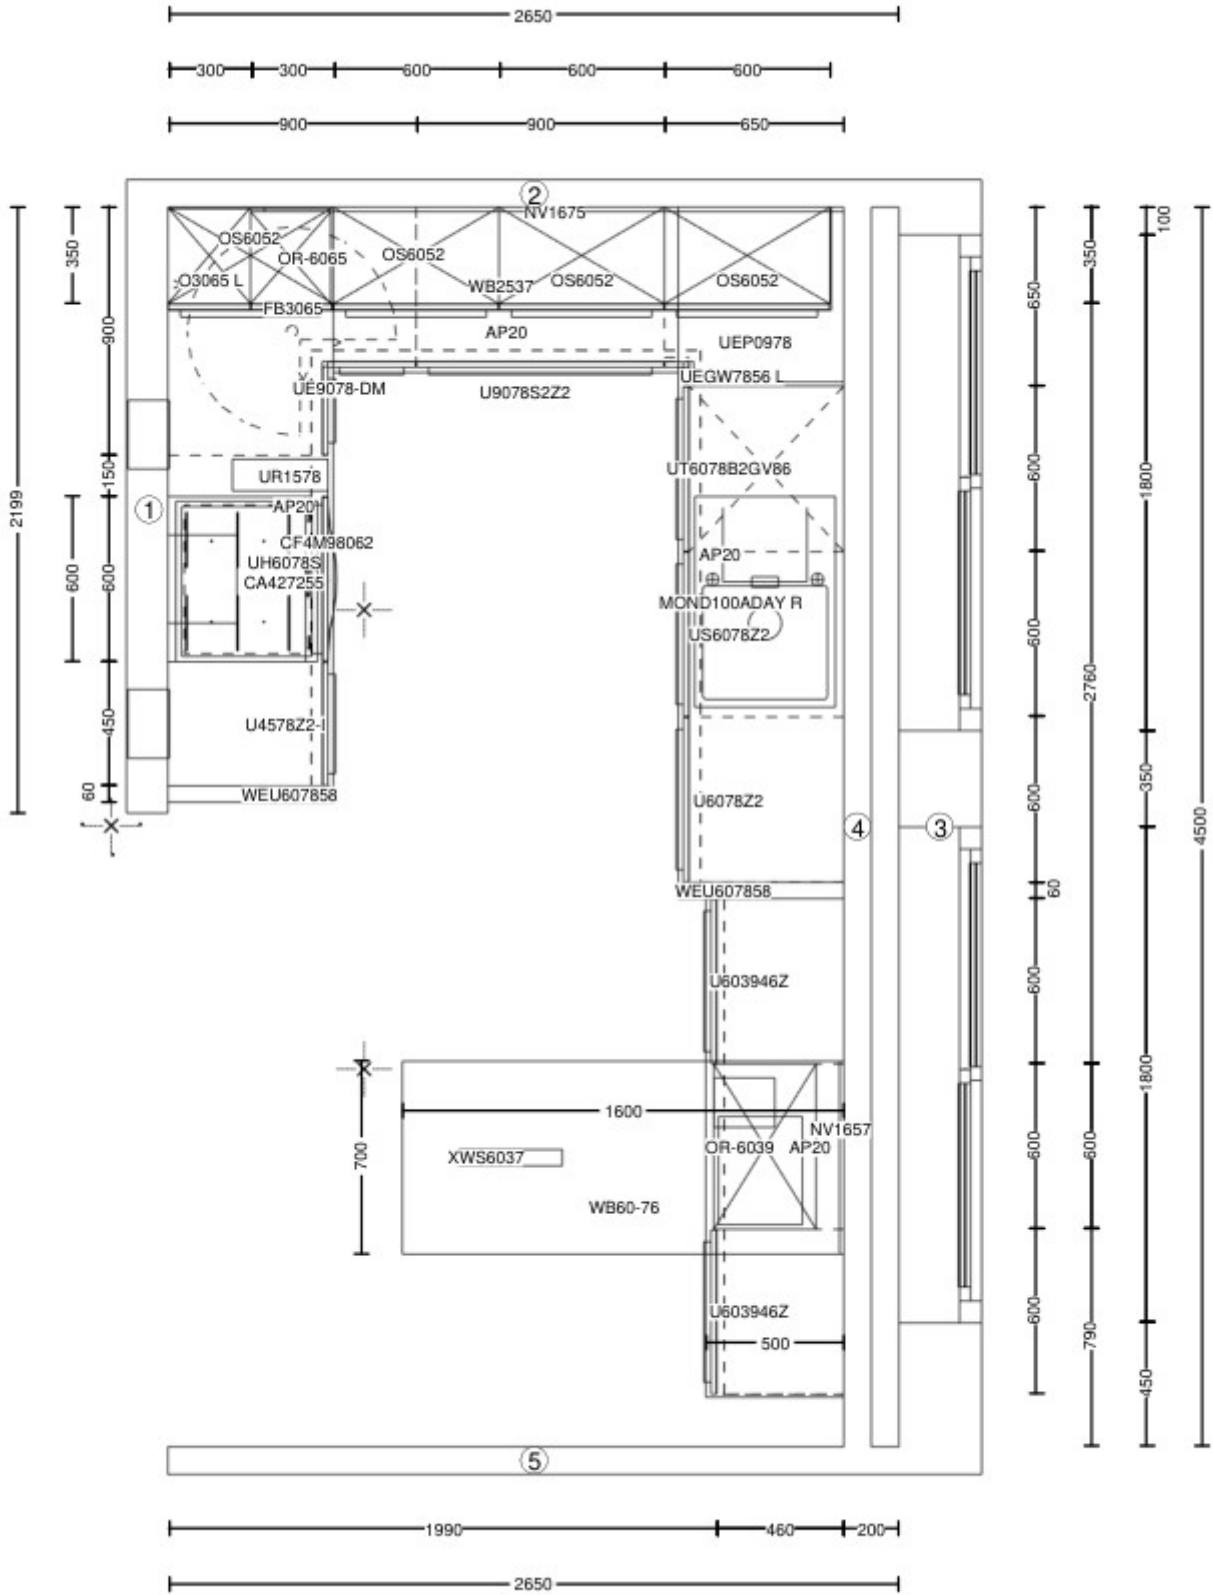 2650
300 300 600 600 600
900 900 650
2
NV1675
OS6052
OR-6065
OS6052
O3065 L
WB2537
OS6052
OS6052
FB3065
AP20
UEP0978
UEGW7856 L
UE9078-DM
U9078S2Z2
UR1578
UT6078B2GV86
1
AP20
CF4M98062
UH6078S
CA427255
AP20
MOND100ADAY R
US6078Z2
U4578Z2-I
WEU607858
U6078Z2
4
3
WEU607858
U603946Z
1600
NV1657
OR-6039
AP20
XWS6037
WB60-76
U603946Z
500
5
2199
350
600
900
150
600
450
60
700
650
600
600
600
60
600
600
600
350
2760
600
790
100
1800
350
1800
450
4500
1990 460 200
2650